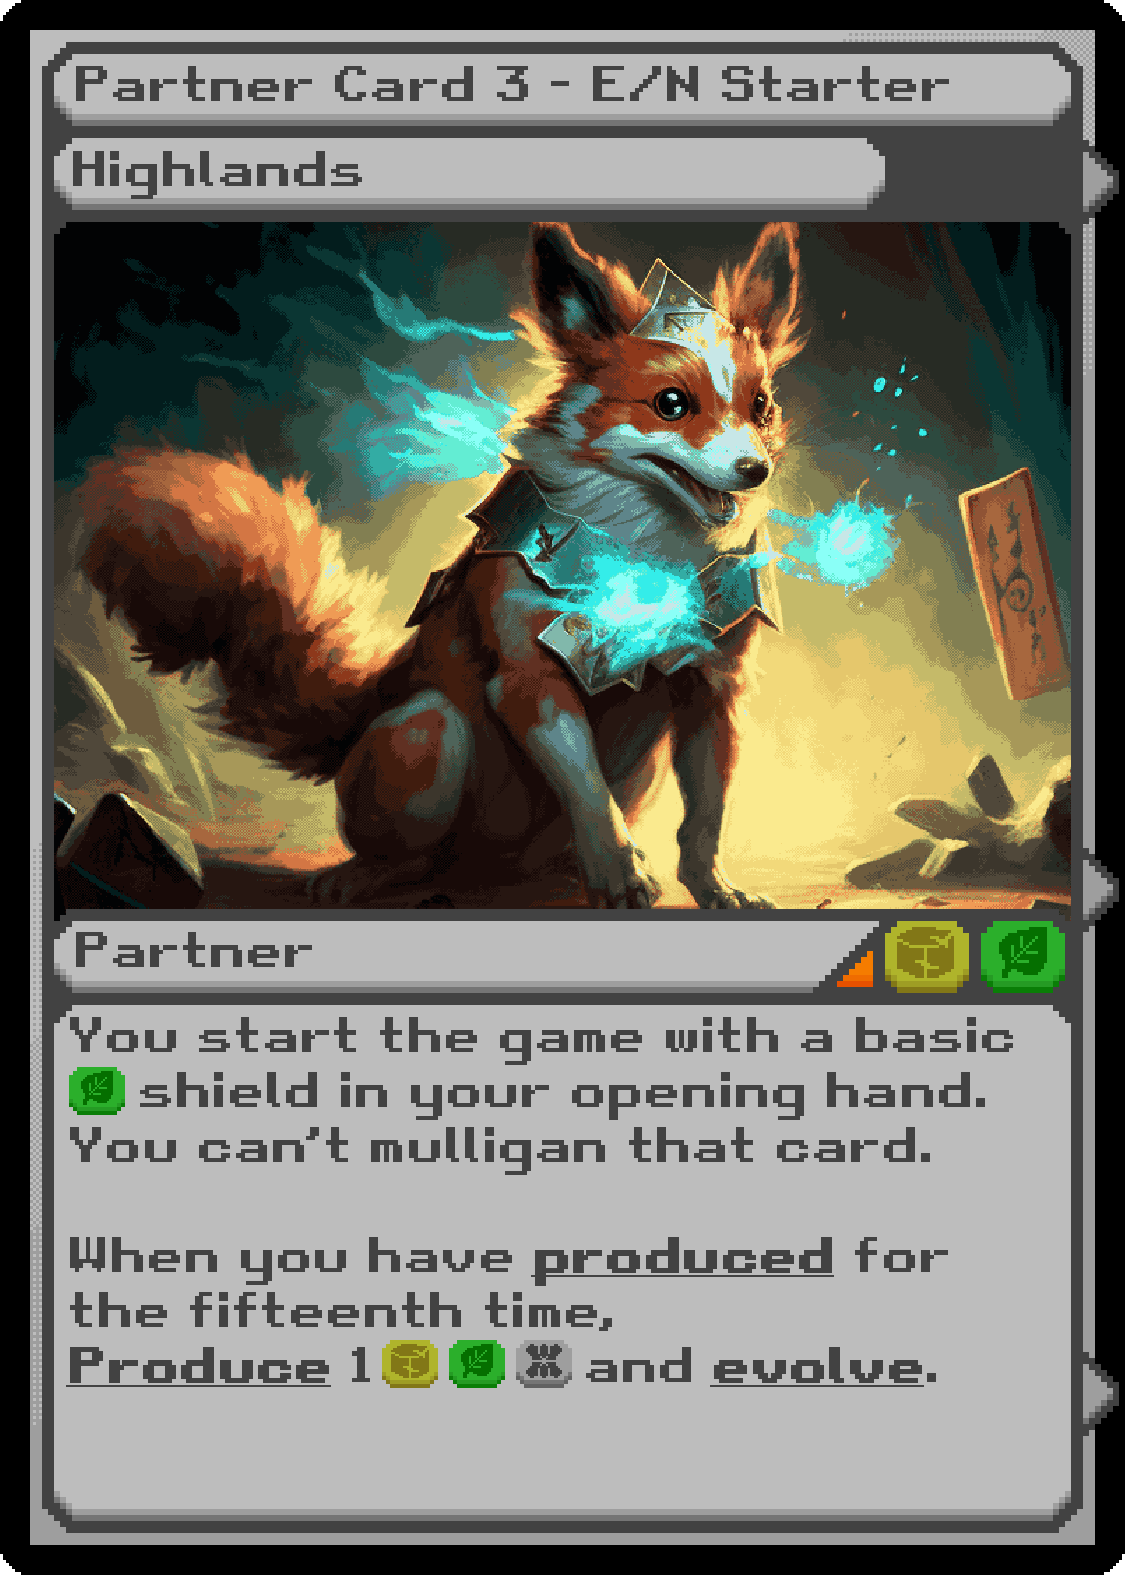 Partner Card 3 - E/N Starter
Highlands
Partner
You start the game with a basic
shield in your opening hand.
You can't mulligan that card.
When you have produced for
the fifteenth time,
Produce 1 and evolve.